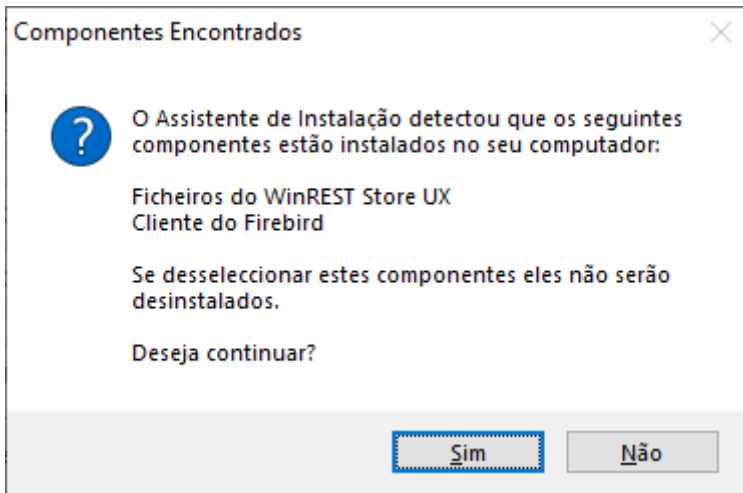 Componentes Encontrados
?
O Assistente de Instalação detectou que os seguintes
componentes estão instalados no seu computador:
Ficheiros do WinREST Store UX
Cliente do Firebird
Se desseleccionar estes componentes eles não serão
desinstalados.
Deseja continuar?
Sim
Não